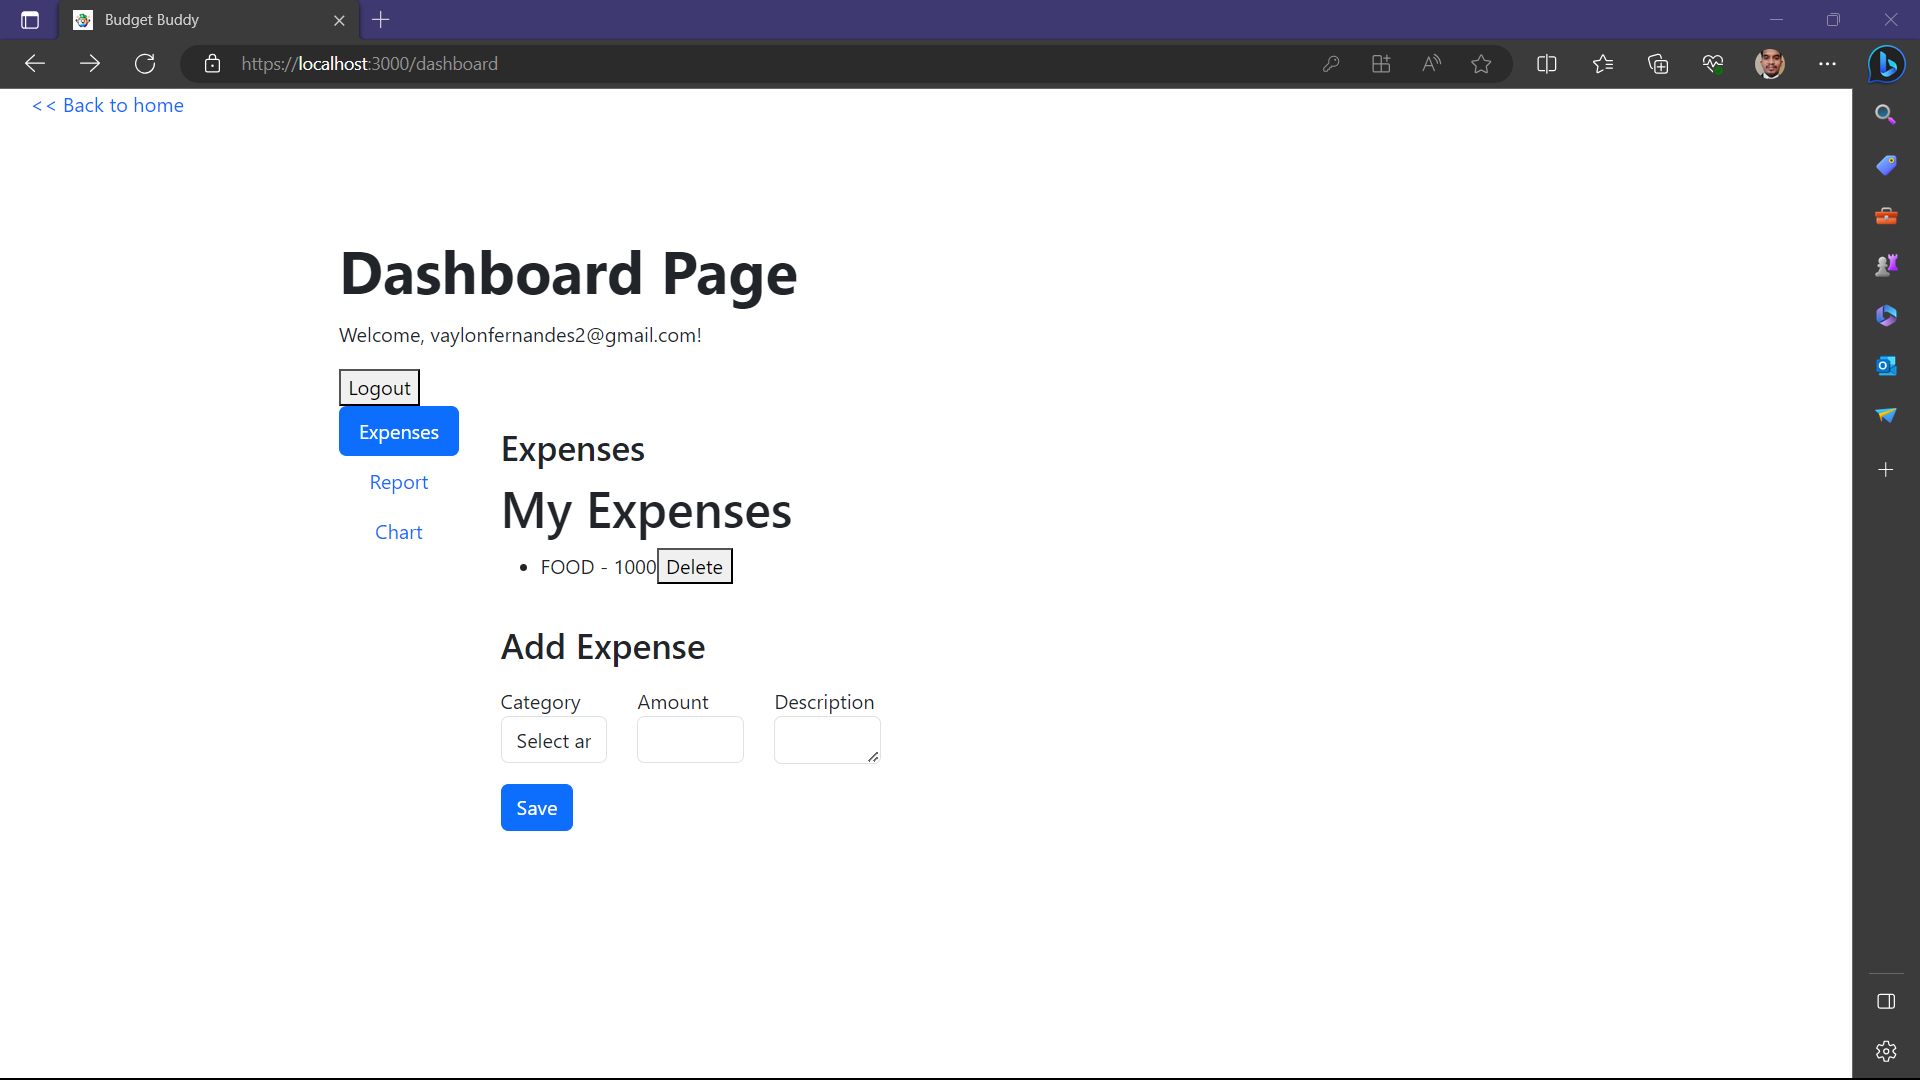 Budget Buddy
https://localhost:3000/dashboard
<< Back to home
Dashboard Page
Welcome, vaylonfernandes2@gmail.com!
Logout
Expenses
Report
Chart
Expenses
My Expenses
• FOOD - 1000 Delete
Add Expense
Category Amount Description
Select ar
Save